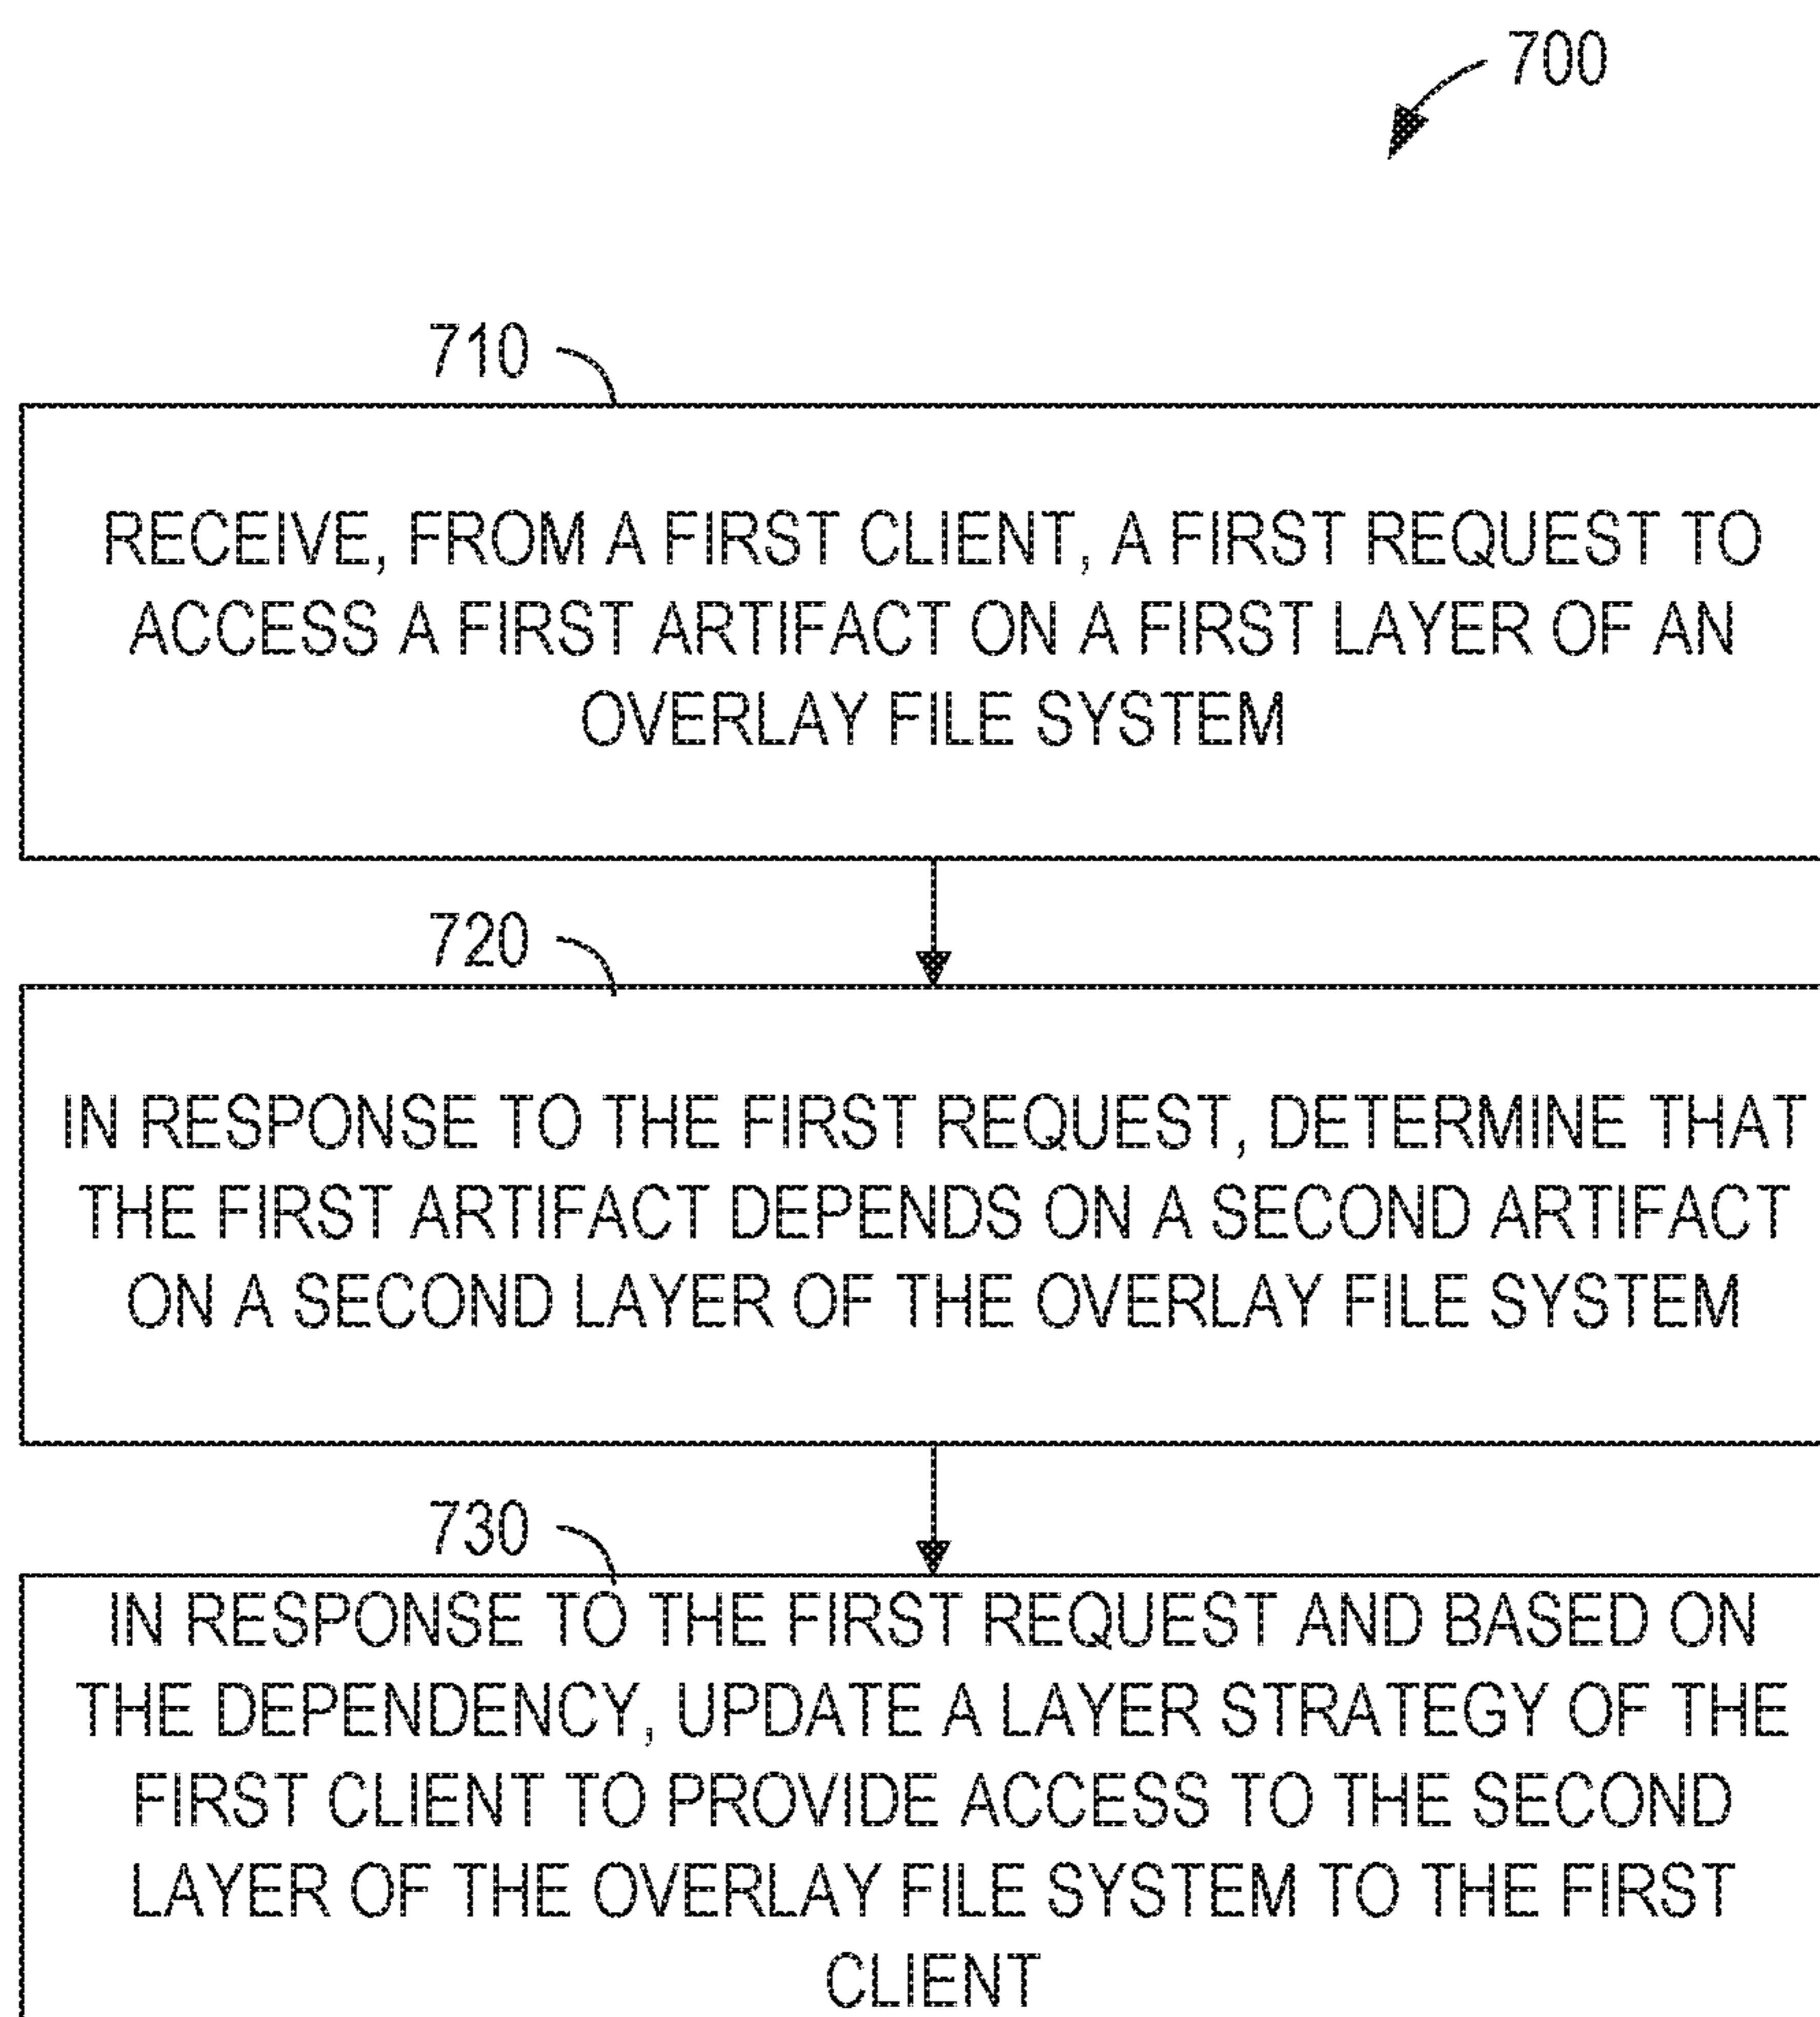 700
710
RECEIVE, FROM A FIRST CLIENT, A FIRST REQUEST TO
ACCESS A FIRST ARTIFACT ON A FIRST LAYER OF AN
OVERLAY FILE SYSTEM
720
IN RESPONSE TO THE FIRST REQUEST, DETERMINE THAT
THE FIRST ARTIFACT DEPENDS ON A SECOND ARTIFACT
ON A SECOND LAYER OF THE OVERLAY FILE SYSTEM
730
IN RESPONSE TO THE FIRST REQUEST AND BASED ON
THE DEPENDENCY, UPDATE A LAYER STRATEGY OF THE
FIRST CLIENT TO PROVIDE ACCESS TO THE SECOND
LAYER OF THE OVERLAY FILE SYSTEM TO THE FIRST
CLIENT